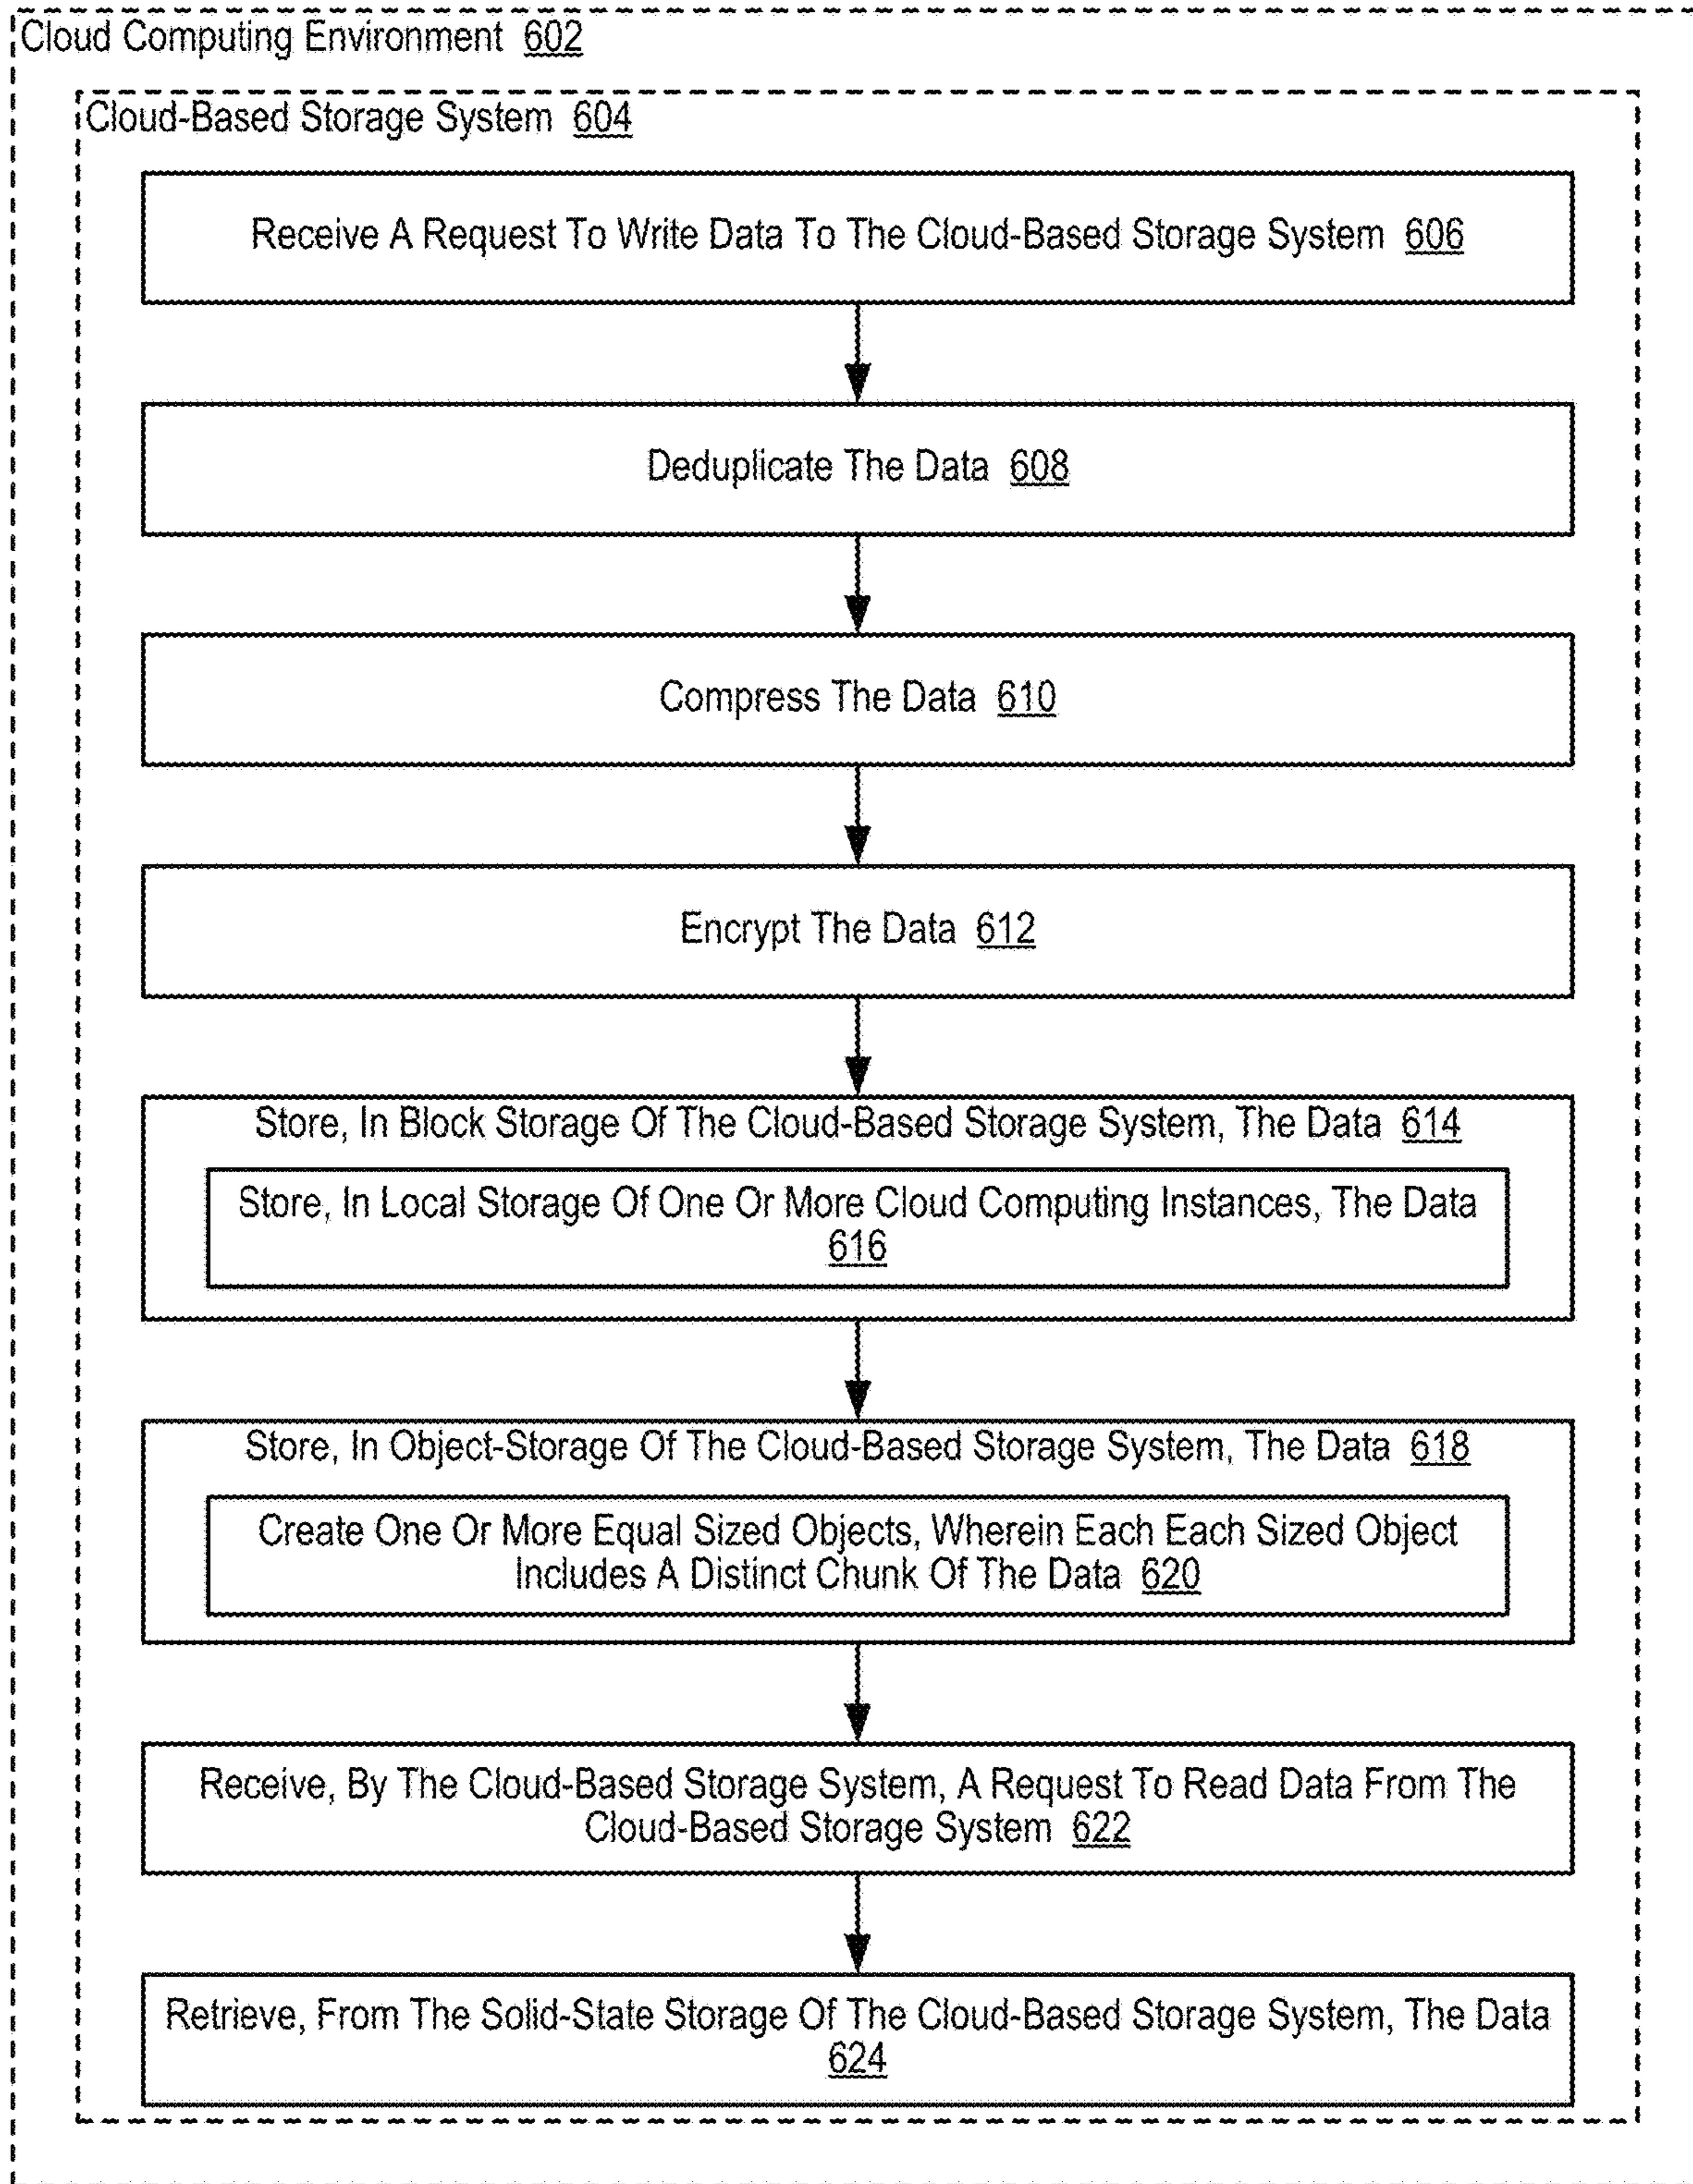 Cloud Computing Environment 602
Cloud-Based Storage System 604
Receive A Request To Write Data To The Cloud-Based Storage System 606
Deduplicate The Data 608
Compress The Data 610
Encrypt The Data 612
Store, In Block Storage Of The Cloud-Based Storage System, The Data 614
Store, In Local Storage Of One Or More Cloud Computing Instances, The Data
616
Store, In Object-Storage Of The Cloud-Based Storage System, The Data 618
Create One Or More Equal Sized Objects, Wherein Each Each Sized Object
Includes A Distinct Chunk Of The Data 620
Receive, By The Cloud-Based Storage System, A Request To Read Data From The
Cloud-Based Storage System 622
Retrieve, From The Solid-State Storage Of The Cloud-Based Storage System, The Data
624